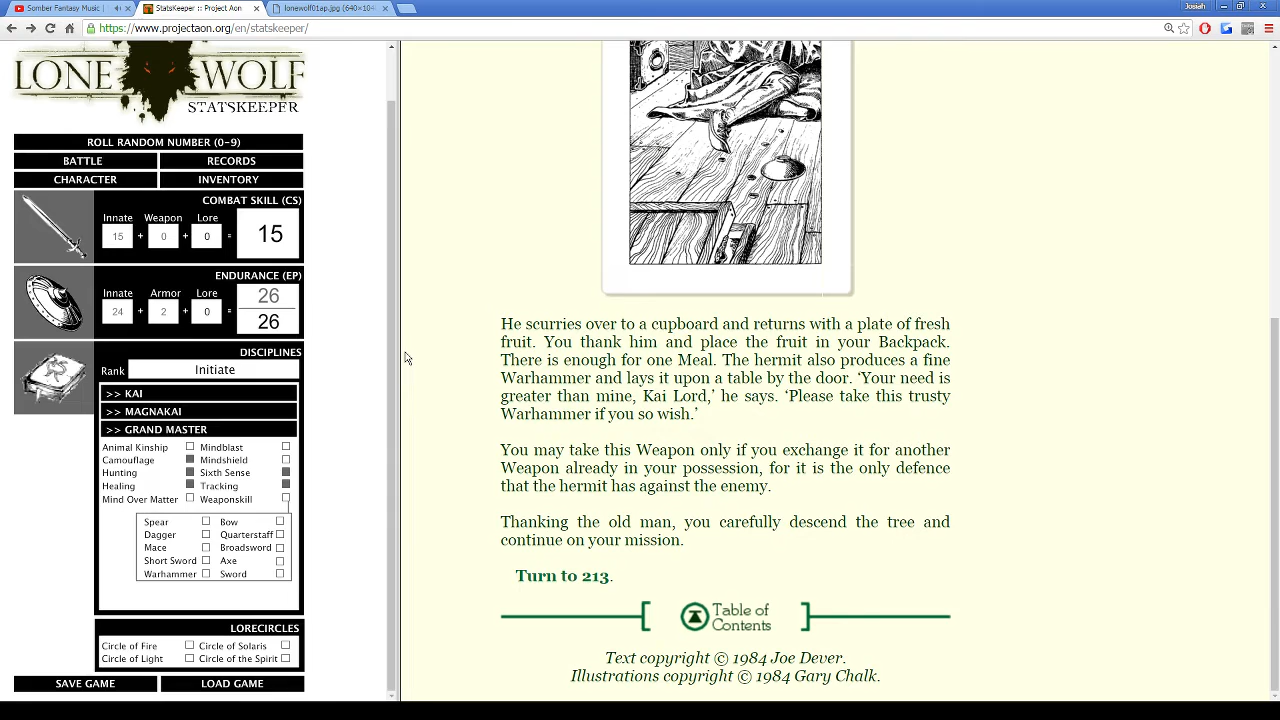 Somber Fantasy Music |
StatsKeeper :: Project Aon
lonewolf01ap.jpg (640×104
Josiah
https://www.projectaon.org/en/statskeeper/
LONE WOLF
STATSKEEPER
ROLL RANDOM NUMBER (0-9)
BATTLE RECORDS
CHARACTER INVENTORY
COMBAT SKILL (CS)
Innate Weapon Lore
15 + 0 + 0 = 15
ENDURANCE (EP)
Innate Armor Lore 26
24 + 2 + 0 = 26
DISCIPLINES
Rank Initiate
>> KAI
>> MAGNAKAI
>> GRAND MASTER
Animal Kinship Mindblast
Camouflage Mindshield
Hunting Sixth Sense
Healing Tracking
Mind Over Matter Weaponskill
Spear Bow
Dagger Quarterstaff
Mace Broadsword
Short Sword Axe
Warhammer Sword
LORECIRCLES
Circle of Fire Circle of Solaris
Circle of Light Circle of the Spirit
SAVE GAME LOAD GAME
He scurries over to a cupboard and returns with a plate of fresh
fruit. You thank him and place the fruit in your Backpack.
There is enough for one Meal. The hermit also produces a fine
Warhammer and lays it upon a table by the door. ‘Your need is
greater than mine, Kai Lord,’ he says. ‘Please take this trusty
Warhammer if you so wish.’
You may take this Weapon only if you exchange it for another
Weapon already in your possession, for it is the only defence
that the hermit has against the enemy.
Thanking the old man, you carefully descend the tree and
continue on your mission.
Turn to 213.
Table of
Contents
Text copyright © 1984 Joe Dever.
Illustrations copyright © 1984 Gary Chalk.